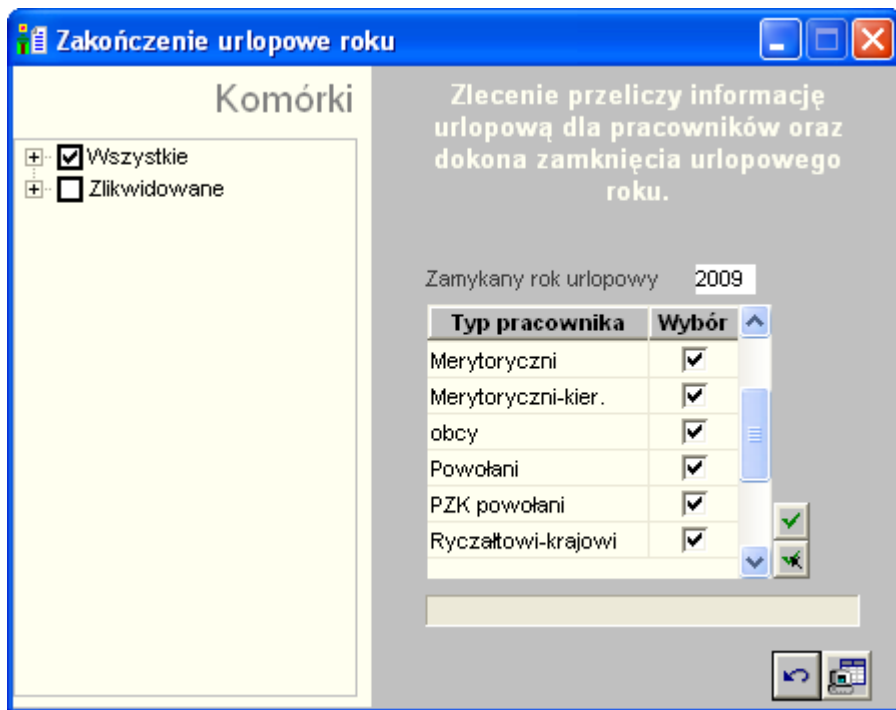 Zakończenie urlopowe roku
Komórki
Wszystkie
Zlikwidowane
Zlecenie przeliczy informację
urlopową dla pracowników oraz
dokona zamknięcia urlopowego
roku.
Zamykany rok urlopowy 2009
Typ pracownika Wybór
Merytoryczni
Merytoryczni-kier.
obcy
Powołani
PZK powołani
Ryczałtowi-krajowi